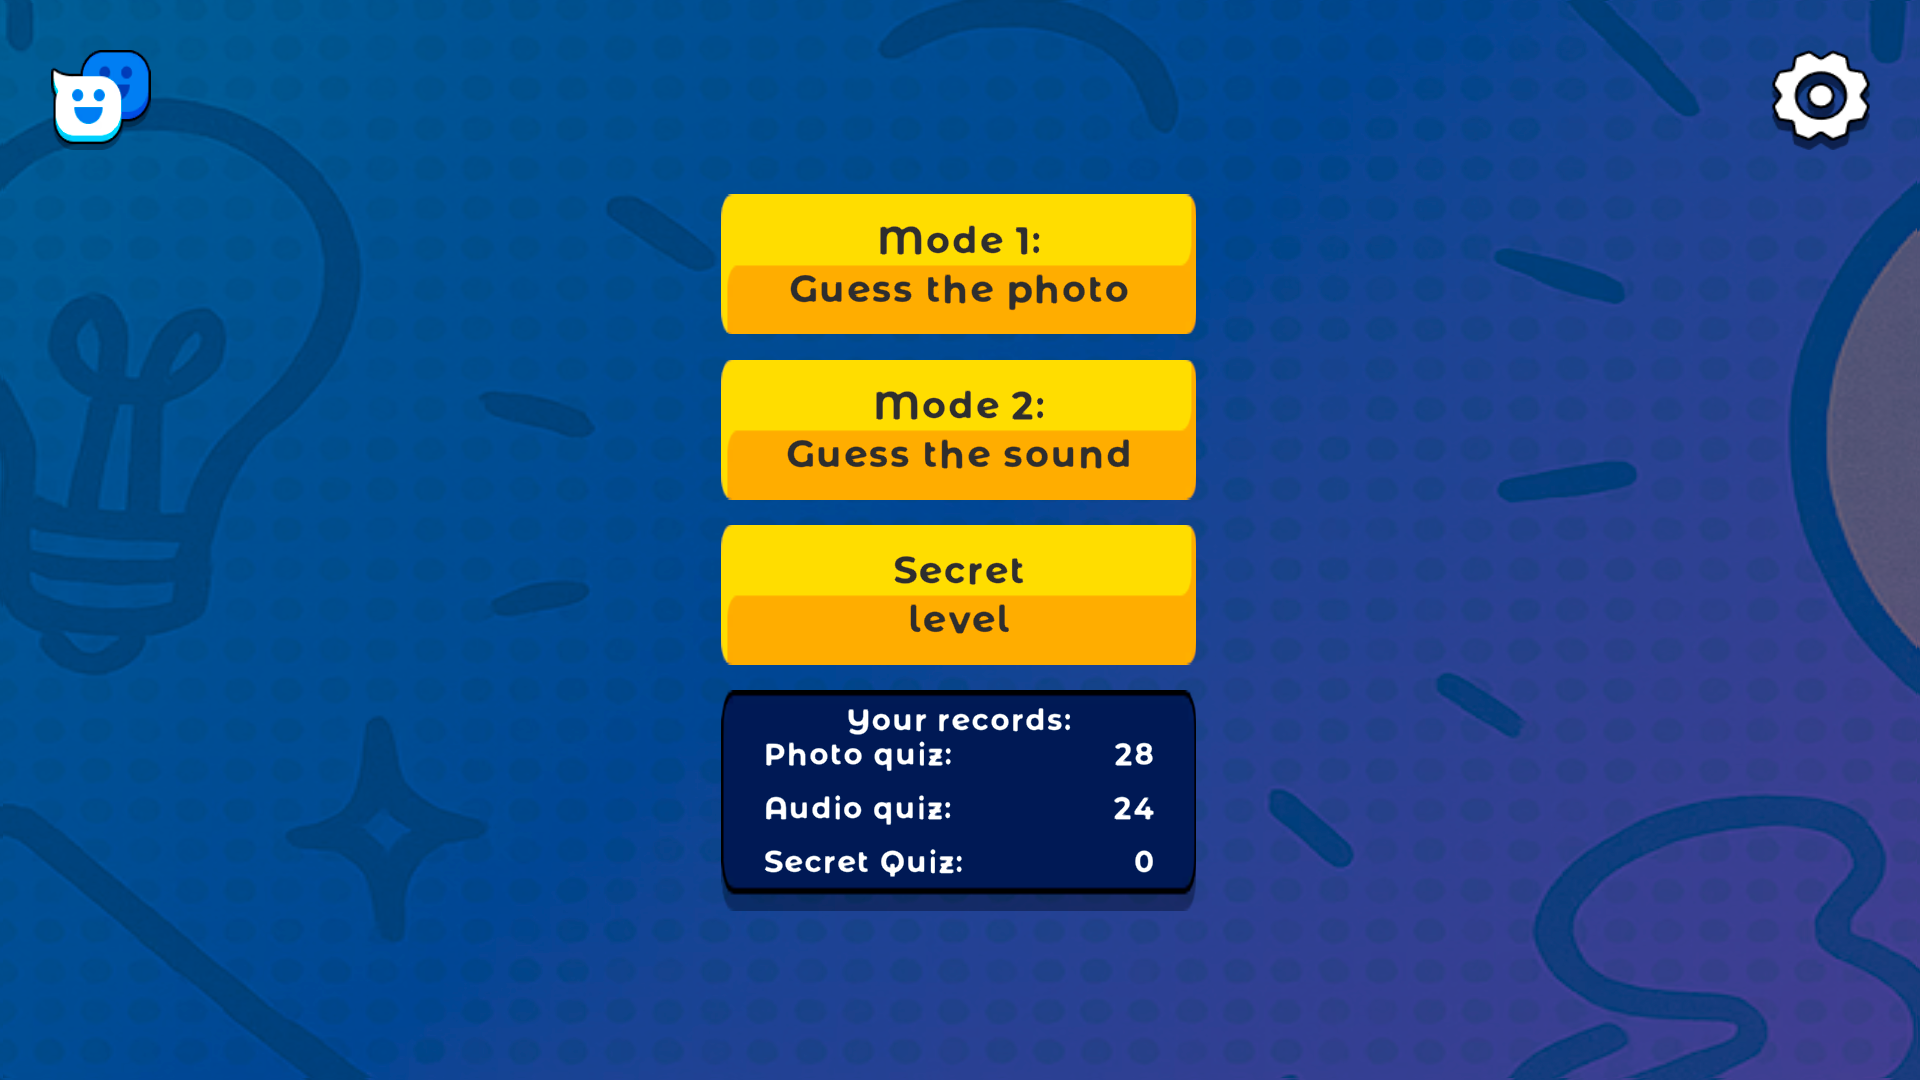 Mode 1:
Guess the photo
Mode 2:
Guess the sound
Secret
level
Your records:
Photo quiz: 28
Audio quiz: 24
Secret Quiz: 0